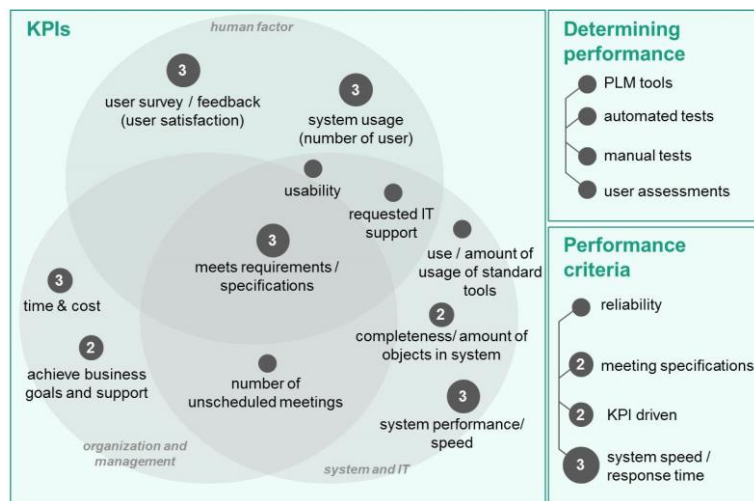 KPIs
human factor
3
user survey / feedback
(user satisfaction)
3
system usage
(number of user)
usability
requested IT
support
3
meets requirements /
specifications
use / amount of
usage of standard
tools
3
time & cost
2
completeness/ amount of
objects in system
2
achieve business
goals and support
number of
unscheduled meetings
3
system performance/
speed
organization and
management
system and IT
Determining
performance
PLM tools
automated tests
manual tests
user assessments
Performance
criteria
reliability
2
meeting specifications
2
KPI driven
3
system speed /
response time